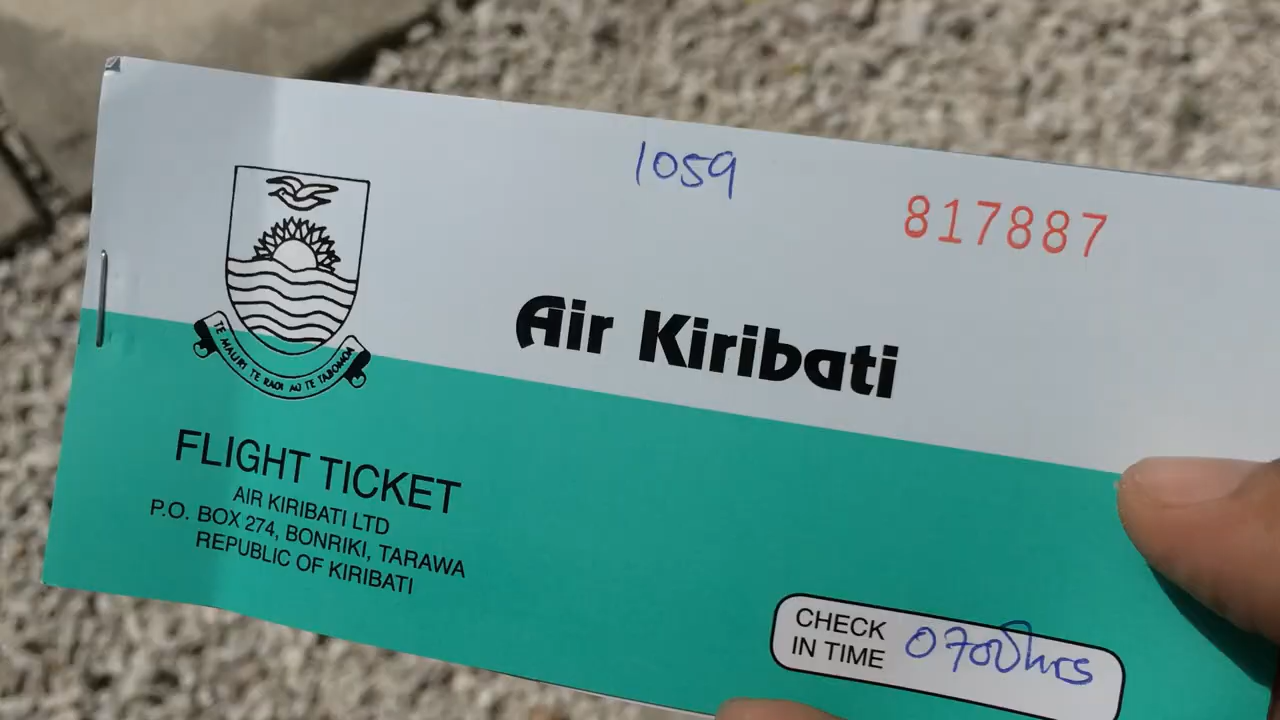 1059
817887
Air Kiribati
TE MAURI TE RAOI AO TE TABOMOA
FLIGHT TICKET
AIR KIRIBATI LTD
P.O. BOX 274, BONRIKI, TARAWA
REPUBLIC OF KIRIBATI
CHECK
IN TIME
0700hrs